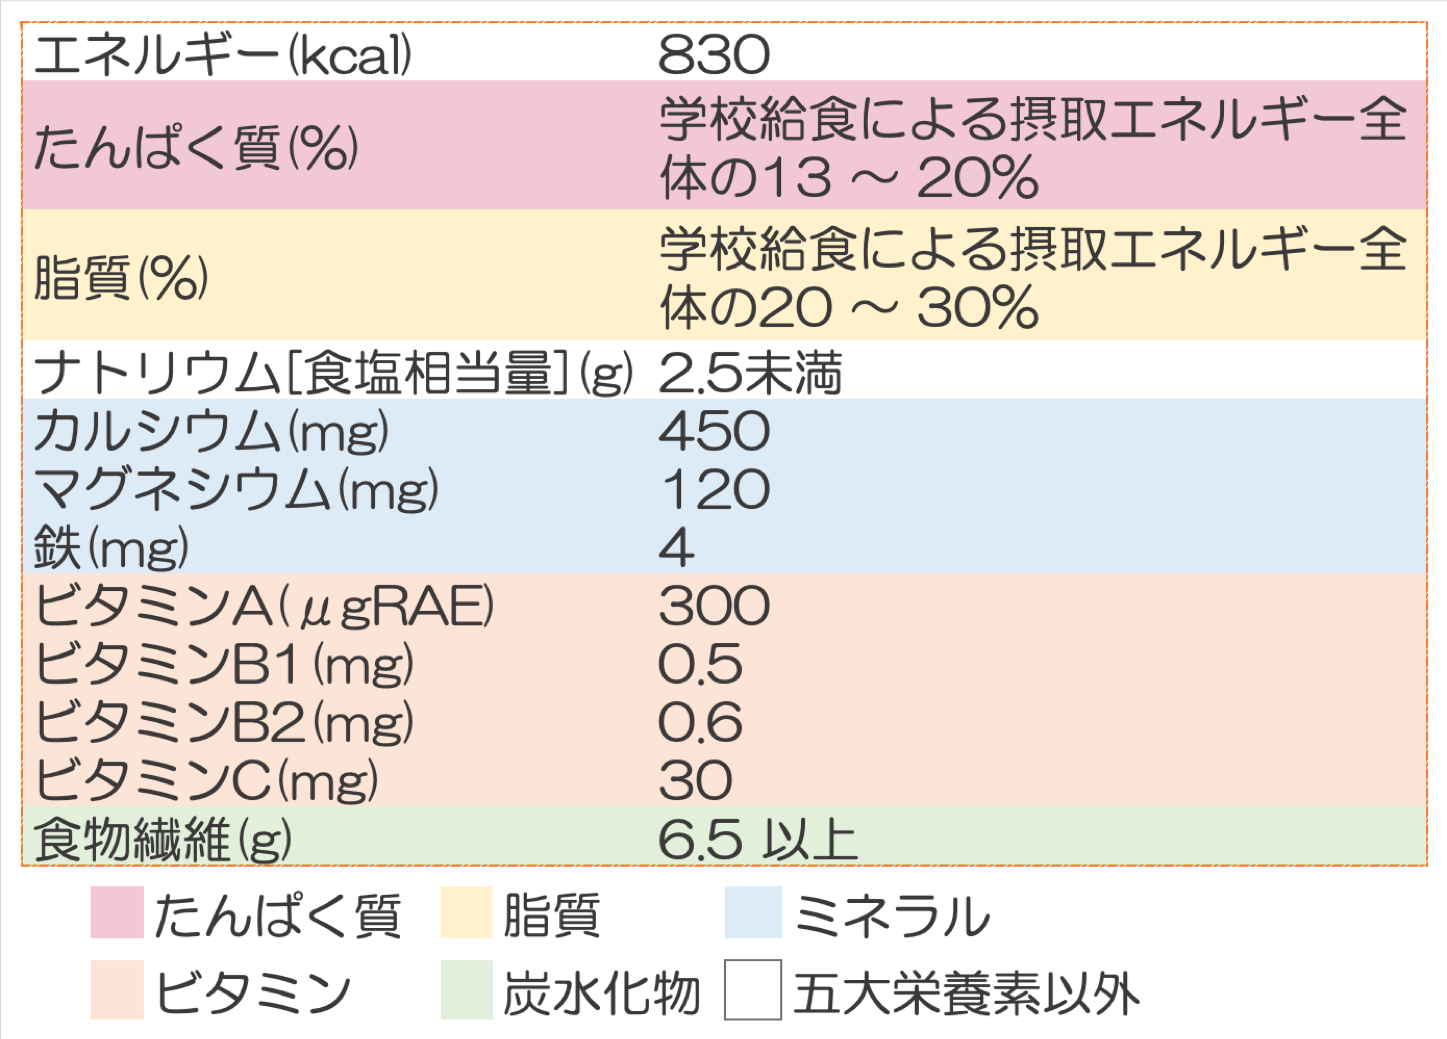 エネルギー(kcal) 830
たんぱく質(%) 学校給食による摂取エネルギー全
体の13 ～ 20%
脂質(%) 学校給食による摂取エネルギー全
体の20 ～ 30%
ナトリウム[食塩相当量](g) 2.5未満
カルシウム(mg) 450
マグネシウム(mg) 120
鉄(mg) 4
ビタミンA(μgRAE) 300
ビタミンB1(mg) 0.5
ビタミンB2(mg) 0.6
ビタミンC(mg) 30
食物繊維(g) 6.5 以上
たんぱく質 脂質 ミネラル
ビタミン 炭水化物 五大栄養素以外